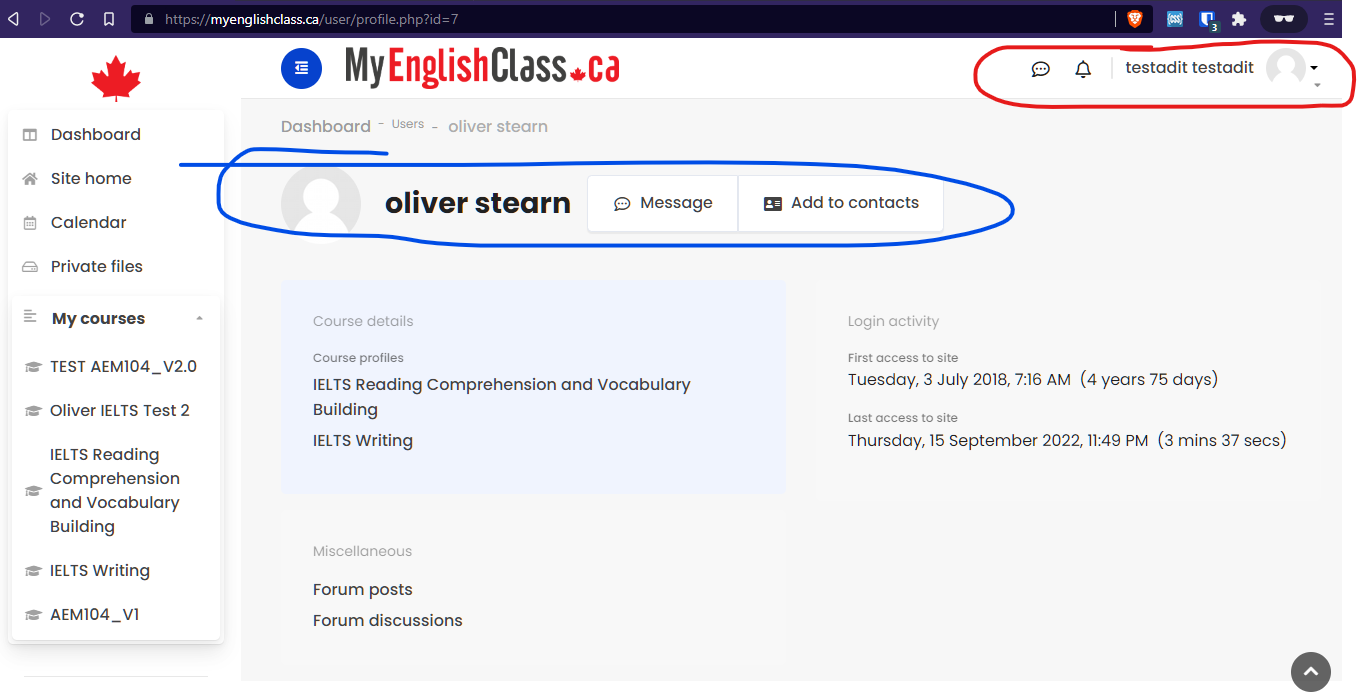 https://myenglishclass.ca/user/profile.php?id=7
3
MyEnglishClass.ca
testadit testadit
Dashboard
Site home
Calendar
Private files
My courses
TEST AEM104_V2.0
Oliver IELTS Test 2
IELTS Reading
Comprehension
and Vocabulary
Building
IELTS Writing
AEM104_V1
Dashboard - Users - oliver stearn
oliver stearn
Message
Add to contacts
Course details
Course profiles
IELTS Reading Comprehension and Vocabulary
Building
IELTS Writing
Login activity
First access to site
Tuesday, 3 July 2018, 7:16 AM (4 years 75 days)
Last access to site
Thursday, 15 September 2022, 11:49 PM (3 mins 37 secs)
Miscellaneous
Forum posts
Forum discussions